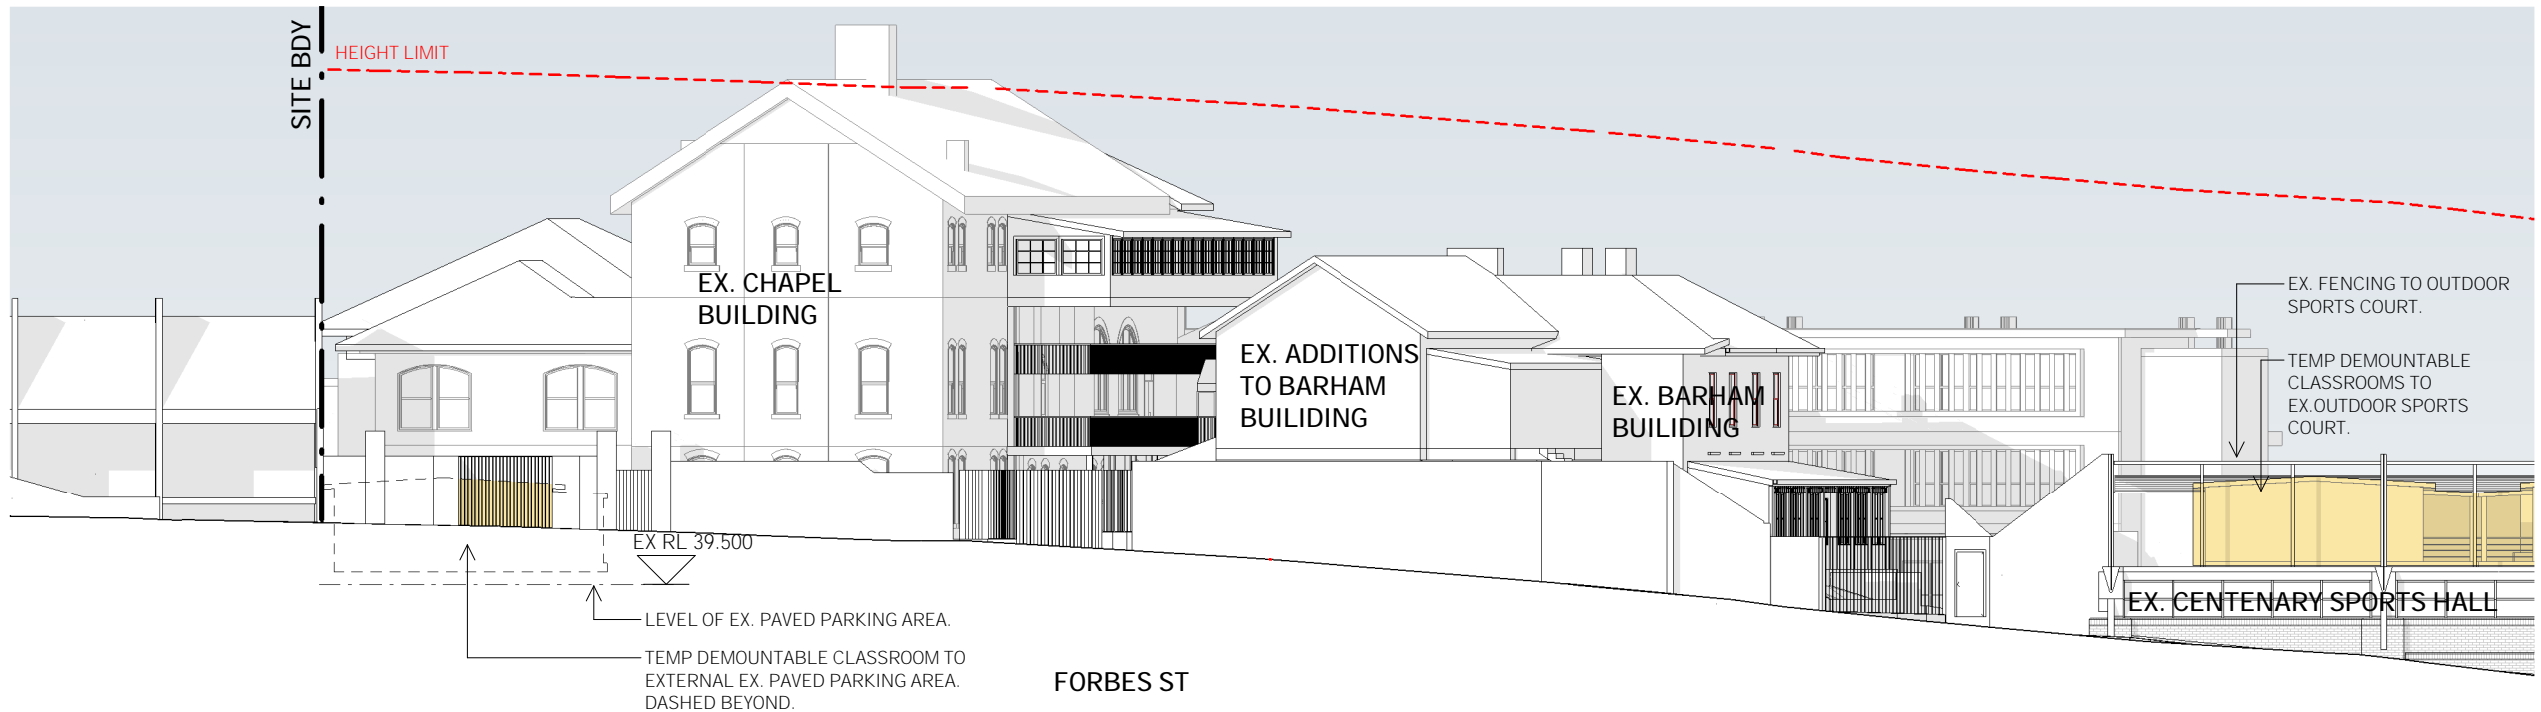 SITE BDY
HEIGHT LIMIT
EX. CHAPEL
BUILDING
EX. ADDITIONS
TO BARHAM
BUILIDING
EX. BARHAM
BUILIDING
EX. FENCING TO OUTDOOR
SPORTS COURT.
TEMP DEMOUNTABLE
CLASSROOMS TO
EX.OUTDOOR SPORTS
COURT.
EX RL 39.500
EX. CENTENARY SPORTS HALL
LEVEL OF EX. PAVED PARKING AREA.
TEMP DEMOUNTABLE CLASSROOM TO
EXTERNAL EX. PAVED PARKING AREA.
DASHED BEYOND.
FORBES ST